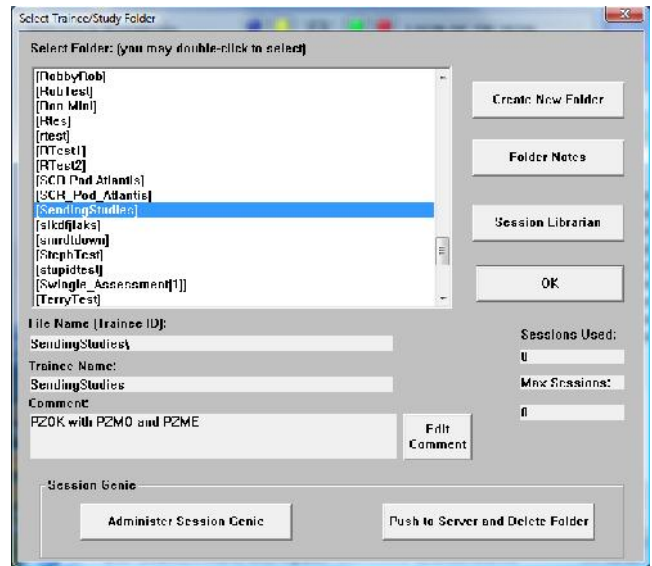 Select Trainee/Study Folder
Select Folder: (you may double-click to select)
[RobbyRob]
[RobTest]
[Ron Mini]
[Rtes]
[rtest]
[RTest1]
[RTest2]
[SCR Pod Atlantis]
[SCR_Pod_Atlantis]
[SendingStudies]
[slkdfjlaks]
[smrdtdown]
[StephTest]
[stupidtest]
[Swingle_Assessment[1]]
[TerryTest]
Create New Folder
Folder Notes
Session Librarian
OK
File Name [Trainee ID]:
SendingStudies\
Trainee Name:
SendingStudies
Comment:
PZOK with PZMO and PZME
Edit
Comment
Sessions Used:
0
Max Sessions:
0
Session Genie
Administer Session Genie
Push to Server and Delete Folder